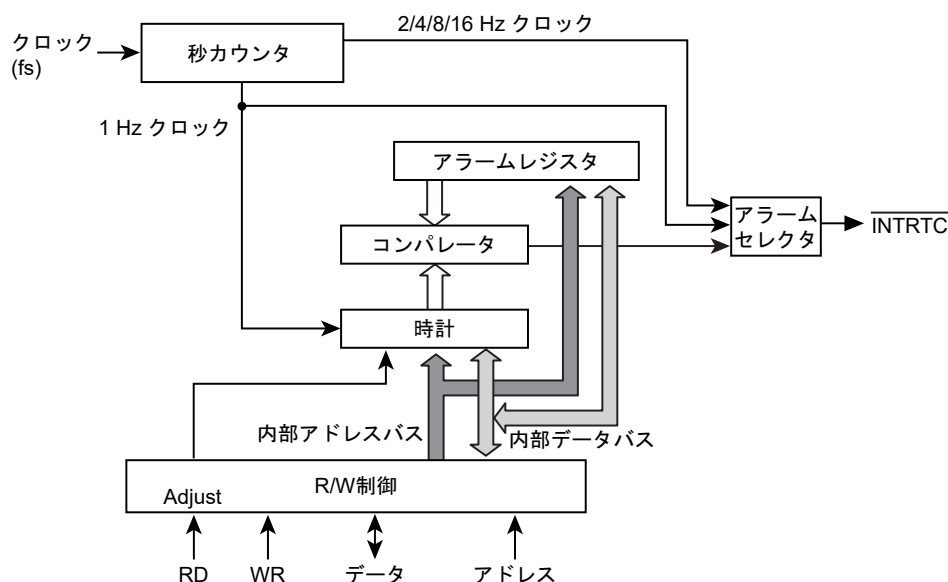 2/4/8/16 Hz クロック
クロック
(fs)
秒カウンタ
1 Hz クロック
アラームレジスタ
アラーム
セレクタ
INTRTC
コンパレータ
時計
内部アドレスバス
内部データバス
R/W制御
Adjust
RD
WR
データ
アドレス